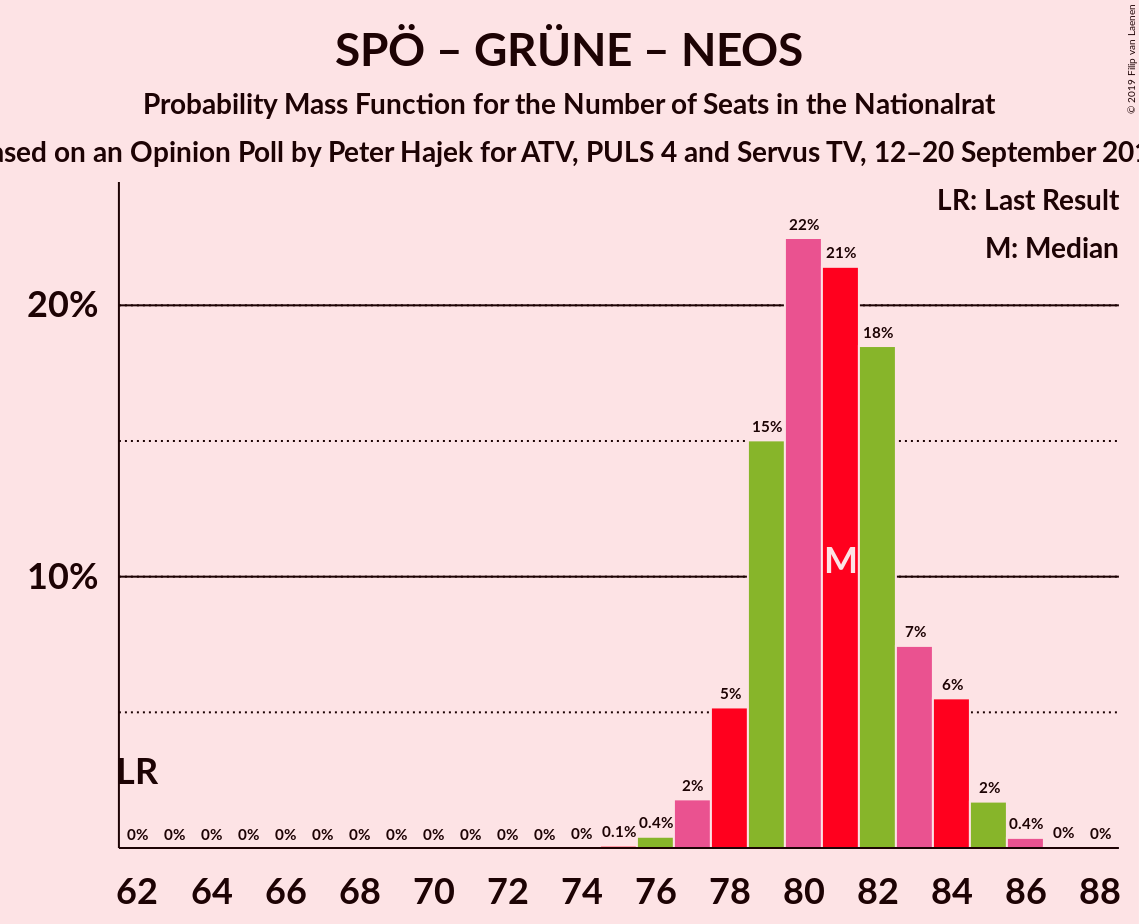 SPÖ – GRÜNE – NEOS
Probability Mass Function for the Number of Seats in the Nationalrat
on an Opinion Poll by Peter Hajek for ATV, PULS 4 and Servus TV, 12–20 September
© 2019 Filip van Laenen
LR: Last Result
M: Median
22%
21%
20%
18%
15%
M
10%
7%
6%
5%
LR
2%
2%
0% 0% 0% 0% 0% 0% 0% 0% 0% 0% 0% 0% 0% 0.1% 0.4% 0.4% 0% 0%
62 64 66 68 70 72 74 76 78 80 82 84 86 88